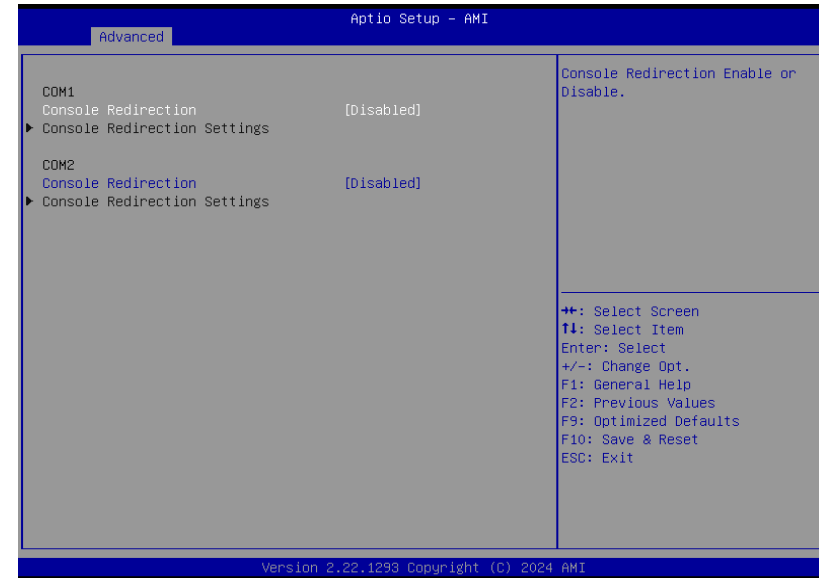 Aptio Setup - AMI
Advanced
COM1
Console Redirection [Disabled]
▶ Console Redirection Settings
COM2
Console Redirection [Disabled]
▶ Console Redirection Settings
Console Redirection Enable or
Disable.
→←: Select Screen
↑↓: Select Item
Enter: Select
+/-: Change Opt.
F1: General Help
F2: Previous Values
F9: Optimized Defaults
F10: Save & Reset
ESC: Exit
Version 2.22.1293 Copyright (C) 2024 AMI